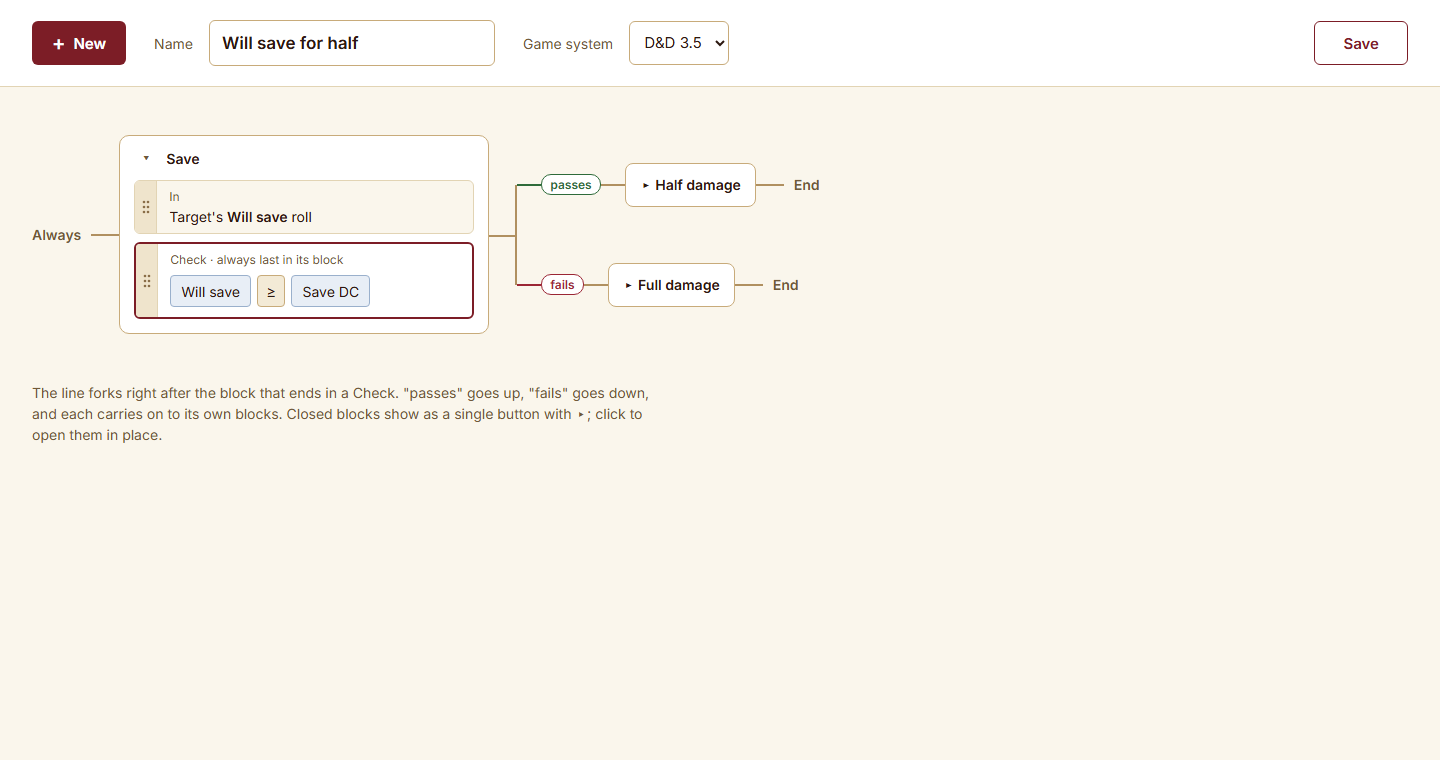 + New
Name
Will save for half
Game system
D&D 3.5
Save
Always
▾ Save
In
Target's Will save roll
Check · always last in its block
Will save ≥ Save DC
passes
▸ Half damage
End
fails
▸ Full damage
End
The line forks right after the block that ends in a Check. "passes" goes up, "fails" goes down,
and each carries on to its own blocks. Closed blocks show as a single button with ▸; click to
open them in place.